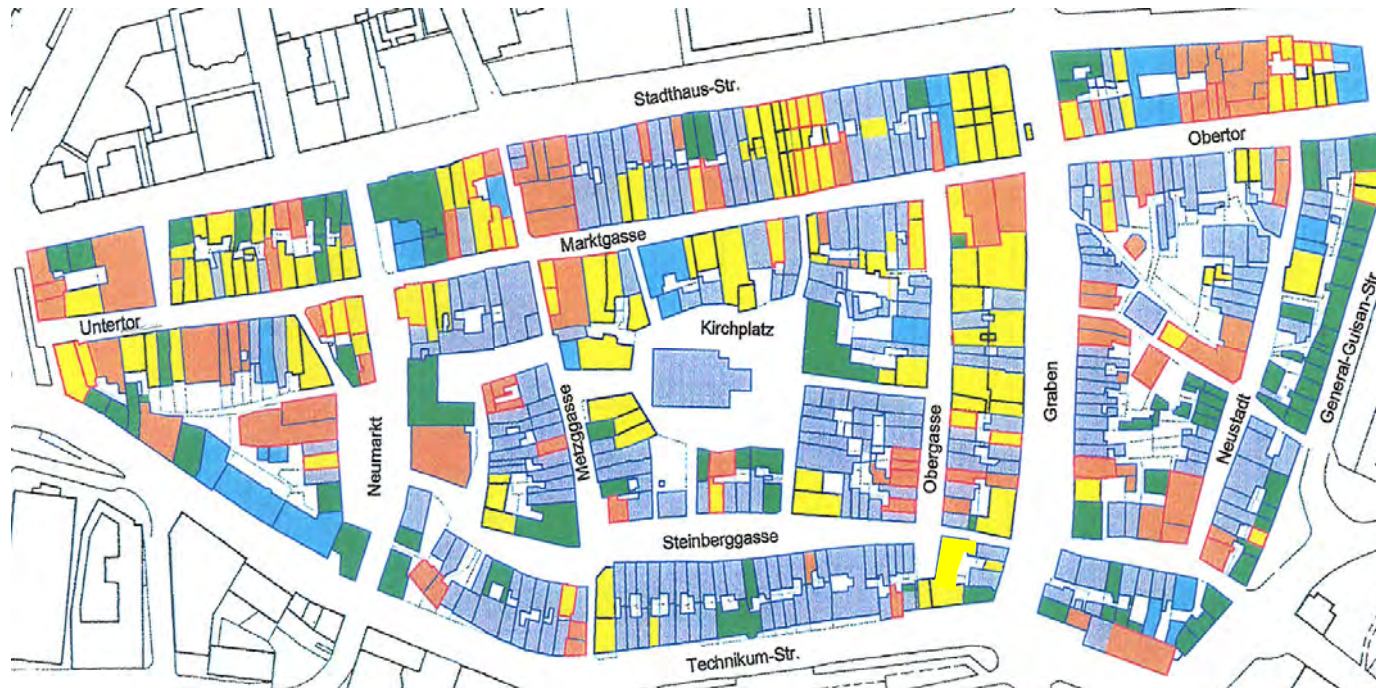 Stadthaus-Str.
Obertor
Marktgasse
Untertor
Kirchplatz
General-Guisan-Str.
Graben
Neustadt
Metzggasse
Obergasse
Neumarkt
Steinberggasse
Technikum-Str.